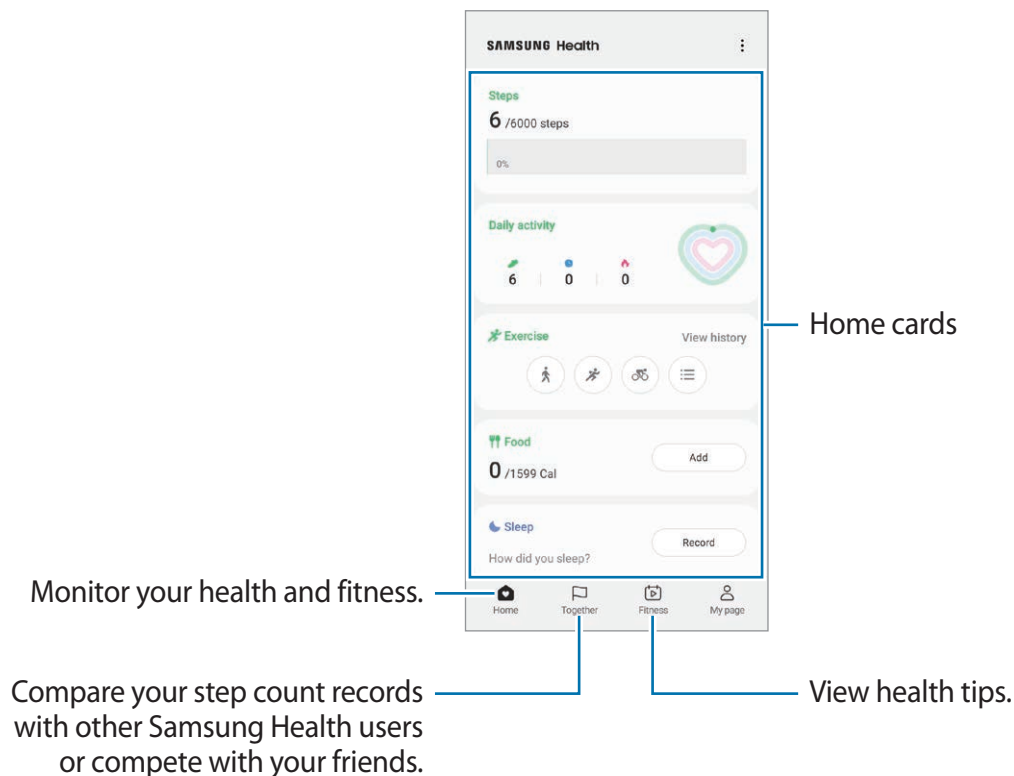 SAMSUNG Health
Steps
6 /6000 steps
0%
Daily activity
6 0 0
Exercise View history
Food
0 /1599 Cal
Add
Sleep
How did you sleep?
Record
Home Together Fitness My page
Home cards
Monitor your health and fitness.
Compare your step count records
with other Samsung Health users
or compete with your friends.
View health tips.